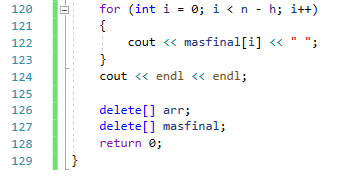 120 for (int i = 0; i < n - h; i++)
121 {
122 cout << masfinal[i] << " ";
123 }
124 cout << endl << endl;
125
126 delete[] arr;
127 delete[] masfinal;
128 return 0;
129 }